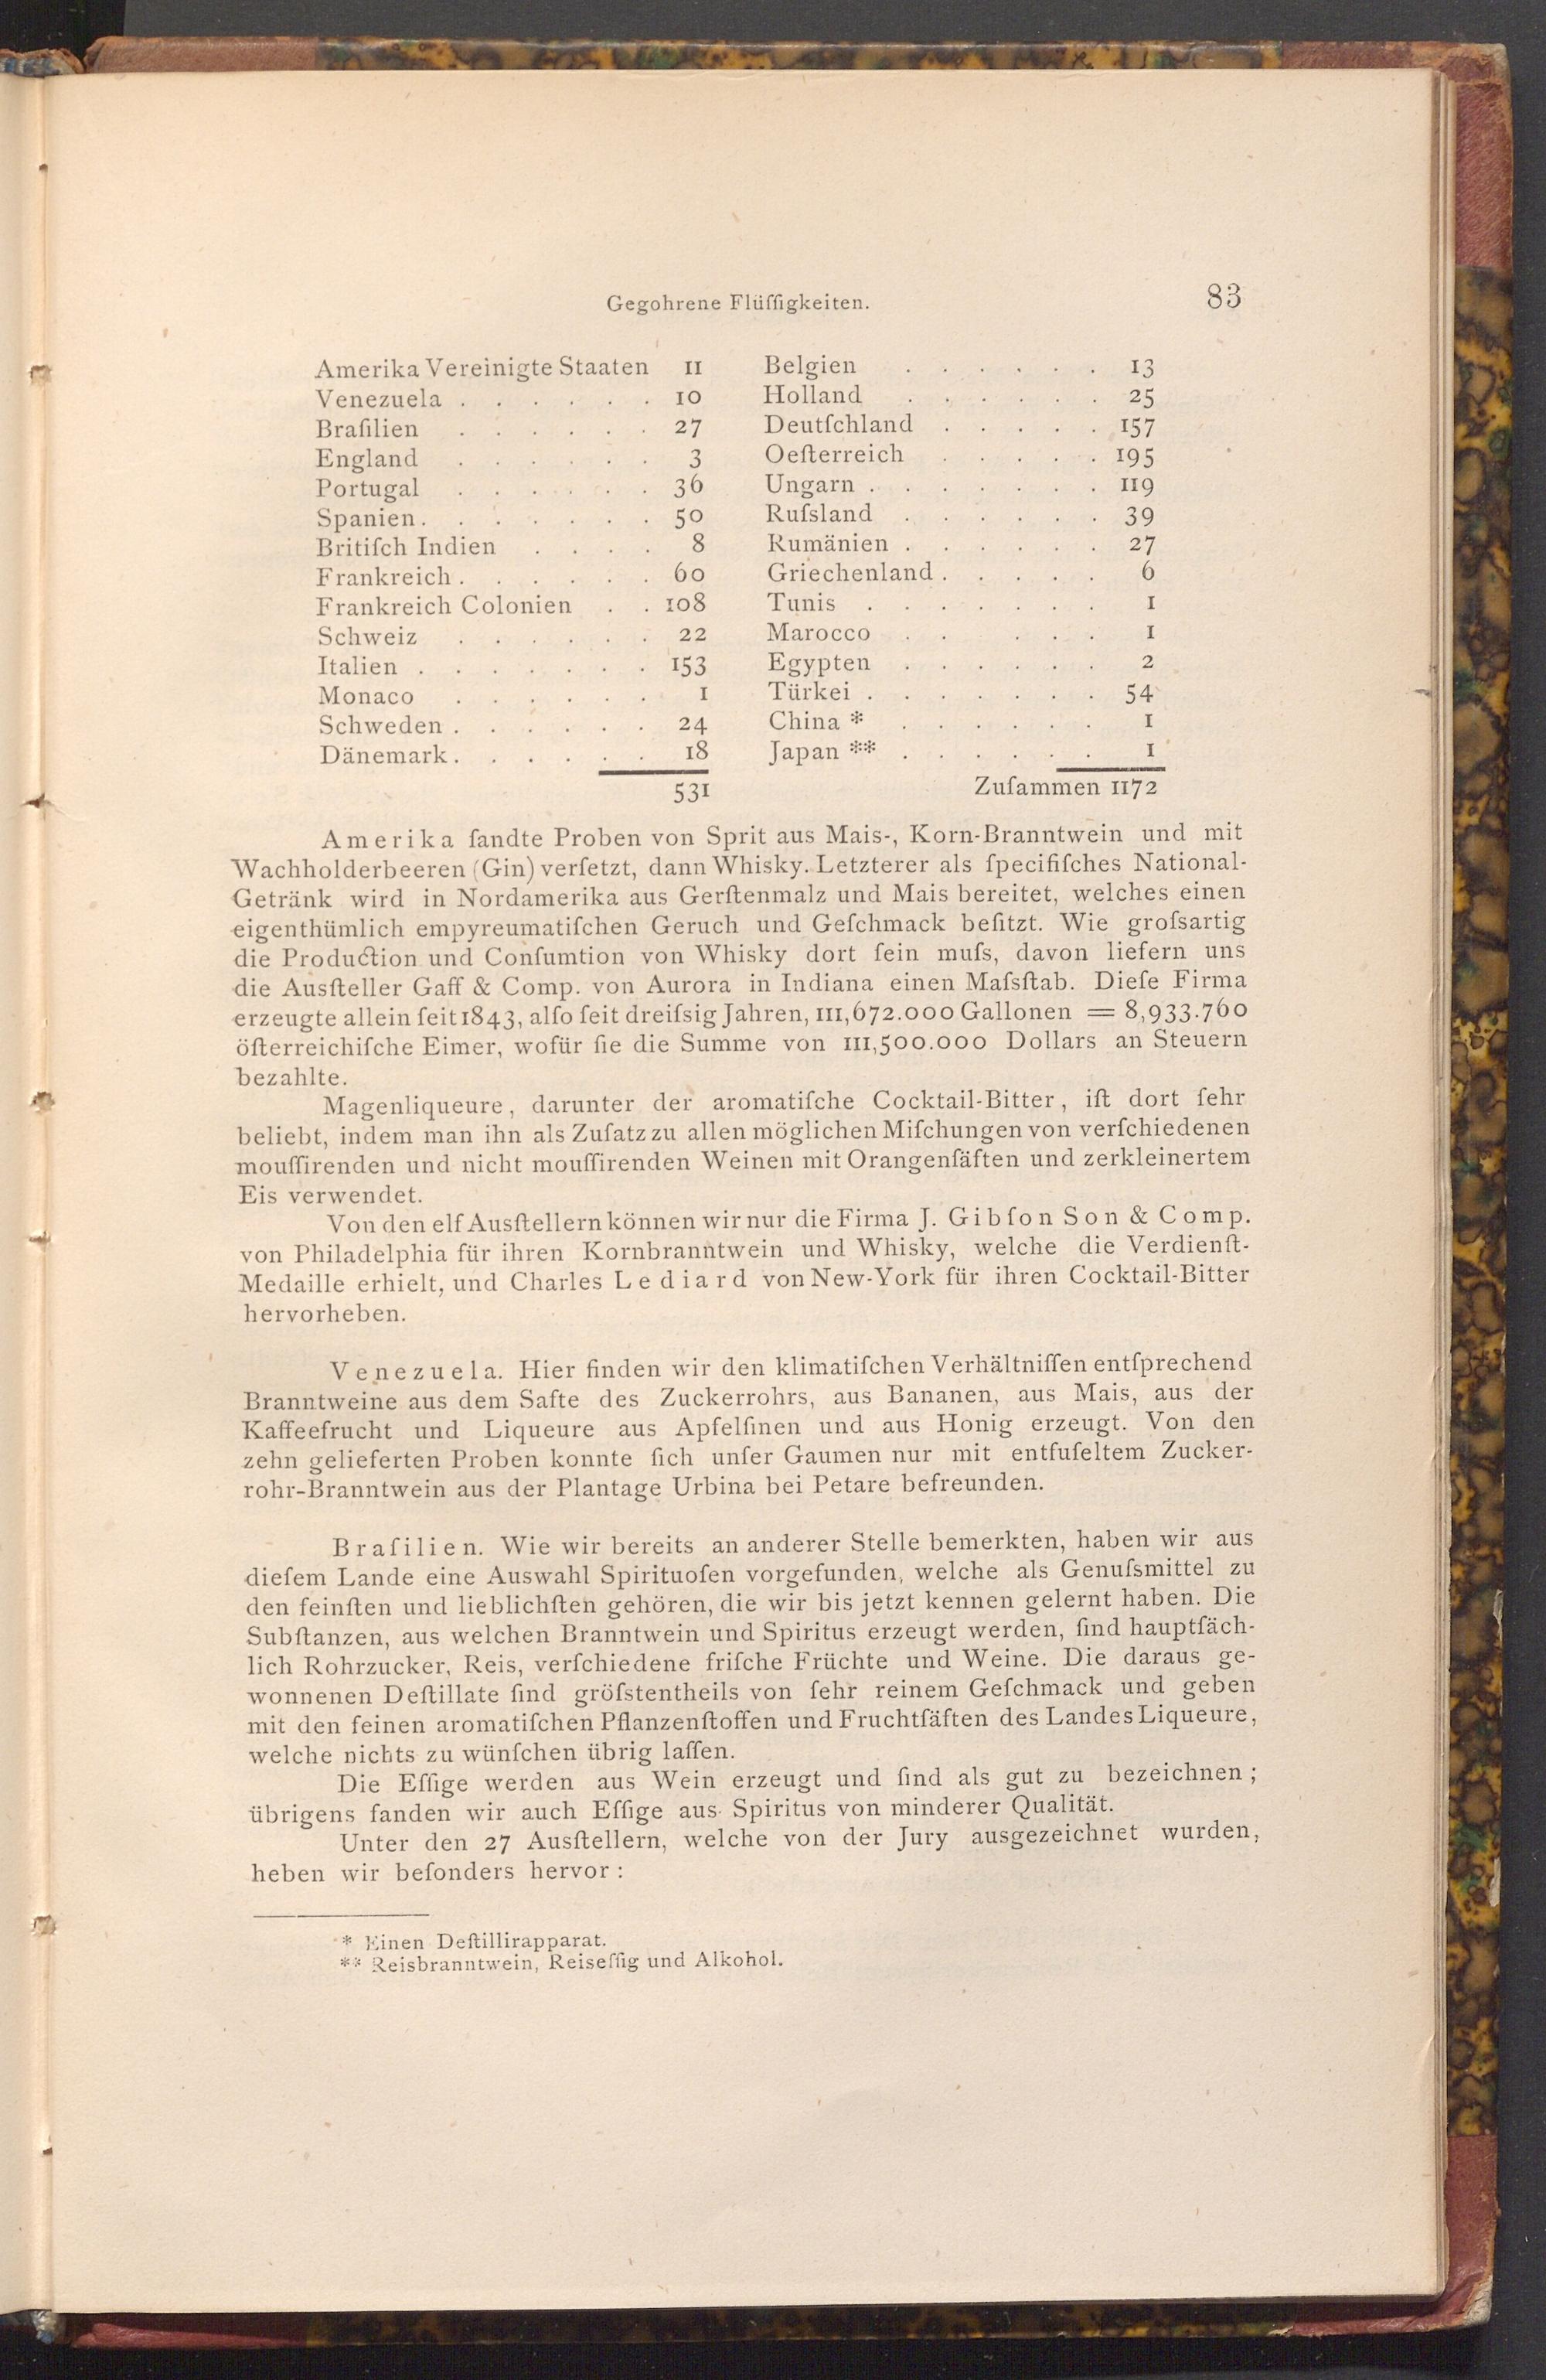 Gegohrene Flüſſigkeiten. 83
Amerika Vereinigte Staaten 11
Venezuela . . . . . . 10
Braſilien . . . . . . 27
England . . . . . . 3
Portugal . . . . . . 36
Spanien. . . . . . . 50
Britiſch Indien . . . . 8
Frankreich. . . . . . 60
Frankreich Colonien . . 108
Schweiz . . . . . . 22
Italien . . . . . . . 153
Monaco . . . . . . 1
Schweden . . . . . . 24
Dänemark. . . . . . 18
531
Belgien . . . . . . 13
Holland . . . . . . 25
Deutſchland . . . . . 157
Oeſterreich . . . . . 195
Ungarn . . . . . . . 119
Ruſsland . . . . . . 39
Rumänien . . . . . . 27
Griechenland . . . . . 6
Tunis . . . . . . . 1
Marocco . . . . . 1
Egypten . . . . . . 2
Türkei . . . . . . . 54
China * . . . . . . 1
Japan ** . . . . . . 1
Zuſammen 1172
Amerika ſandte Proben von Sprit aus Mais-, Korn-Branntwein und mit
Wachholderbeeren (Gin) verſetzt, dann Whisky. Letzterer als ſpecifiſches National-
Getränk wird in Nordamerika aus Gerſtenmalz und Mais bereitet, welches einen
eigenthümlich empyreumatiſchen Geruch und Geſchmack beſitzt. Wie groſsartig
die Production und Conſumtion von Whisky dort ſein muſs, davon liefern uns
die Ausſteller Gaff & Comp. von Aurora in Indiana einen Maſsſtab. Dieſe Firma
erzeugte allein ſeit 1843, alſo ſeit dreiſsig Jahren, 111,672.000 Gallonen = 8,933.760
öſterreichiſche Eimer, wofür ſie die Summe von 111,500.000 Dollars an Steuern
bezahlte.
Magenliqueure, darunter der aromatiſche Cocktail-Bitter, iſt dort ſehr
beliebt, indem man ihn als Zuſatz zu allen möglichen Miſchungen von verſchiedenen
mouſſirenden und nicht mouſſirenden Weinen mit Orangenſäften und zerkleinertem
Eis verwendet.
Von den elf Ausſtellern können wir nur die Firma J. Gibſon Son & Comp.
von Philadelphia für ihren Kornbranntwein und Whisky, welche die Verdienſt-
Medaille erhielt, und Charles Lediard von New-York für ihren Cocktail-Bitter
hervorheben.
Venezuela. Hier finden wir den klimatiſchen Verhältniſſen entſprechend
Branntweine aus dem Safte des Zuckerrohrs, aus Bananen, aus Mais, aus der
Kaffeefrucht und Liqueure aus Apfelſinen und aus Honig erzeugt. Von den
zehn gelieferten Proben konnte ſich unſer Gaumen nur mit entfuſeltem Zucker-
rohr-Branntwein aus der Plantage Urbina bei Petare befreunden.
Braſilien. Wie wir bereits an anderer Stelle bemerkten, haben wir aus
dieſem Lande eine Auswahl Spirituoſen vorgefunden, welche als Genuſsmittel zu
den feinſten und lieblichſten gehören, die wir bis jetzt kennen gelernt haben. Die
Subſtanzen, aus welchen Branntwein und Spiritus erzeugt werden, ſind hauptſäch-
lich Rohrzucker, Reis, verſchiedene friſche Früchte und Weine. Die daraus ge-
wonnenen Deſtillate ſind gröſstentheils von ſehr reinem Geſchmack und geben
mit den feinen aromatiſchen Pflanzenſtoffen und Fruchtſäften des Landes Liqueure,
welche nichts zu wünſchen übrig laſſen.
Die Eſſige werden aus Wein erzeugt und ſind als gut zu bezeichnen;
übrigens fanden wir auch Eſſige aus Spiritus von minderer Qualität.
Unter den 27 Ausſtellern, welche von der Jury ausgezeichnet wurden,
heben wir beſonders hervor:
* Einen Deſtillirapparat.
** Reisbranntwein, Reiseſſig und Alkohol.